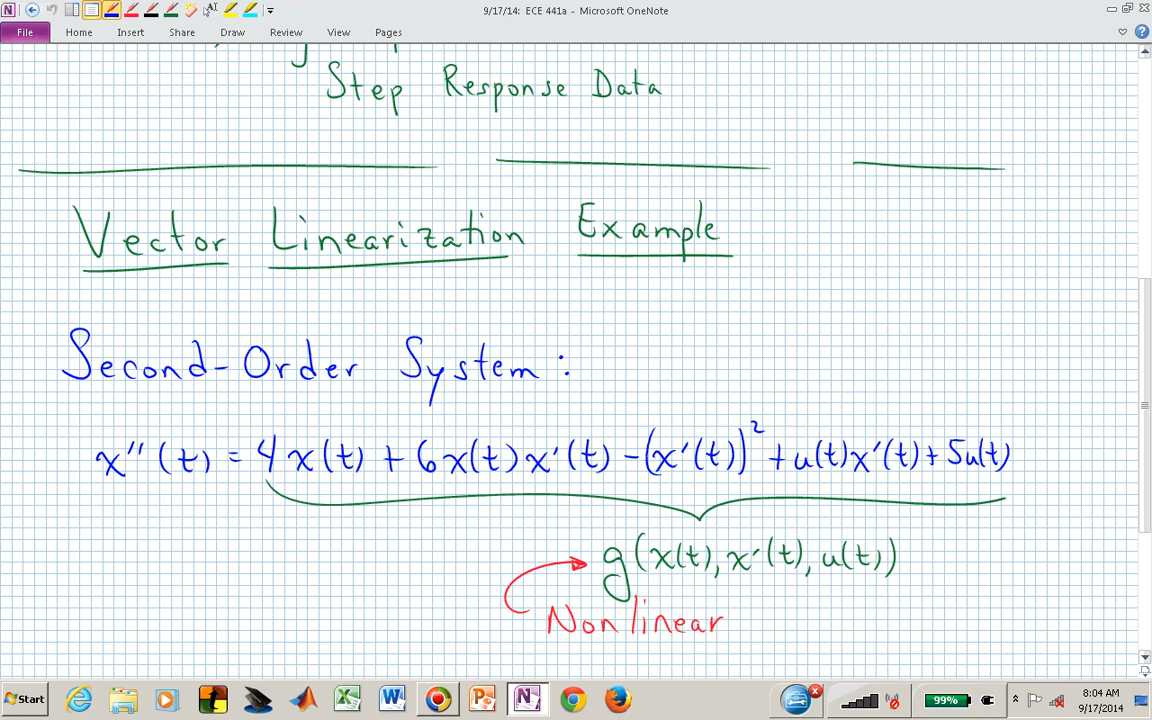 9/17/14: ECE 441a - Microsoft OneNote
File Home Insert Share Draw Review View Pages
Step Response Data
Vector Linearization Example
Second-Order System:
x''(t) = 4x(t) + 6x(t)x'(t) - (x'(t))² + u(t)x'(t) + 5u(t)
g(x(t), x'(t), u(t))
Nonlinear
Start 99% 8:04 AM
9/17/2014